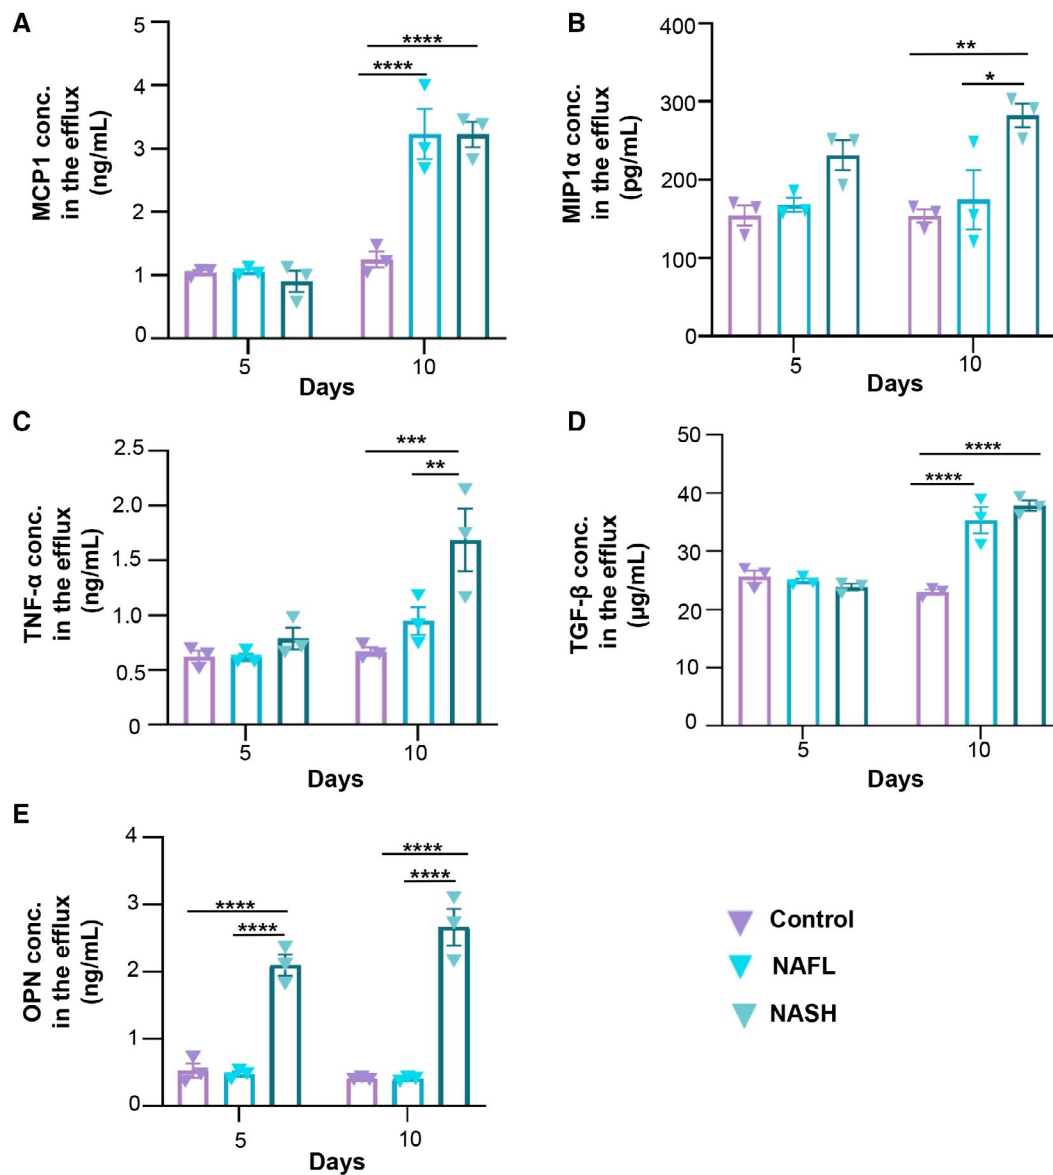 A
MCP1 conc.
in the efflux
(ng/mL)
5
4
3
2
1
0
****
****
5
10
Days
B
MIP1α conc.
in the efflux
(pg/mL)
400
300
200
100
0
**
*
5
10
Days
C
TNF-α conc.
in the efflux
(ng/mL)
2.5
2.0
1.5
1.0
0.5
0
***
**
5
10
Days
D
TGF-β conc.
in the efflux
(µg/mL)
50
40
30
20
10
0
****
****
5
10
Days
E
OPN conc.
in the efflux
(ng/mL)
4
3
2
1
0
****
****
****
****
5
10
Days
Control
NAFL
NASH